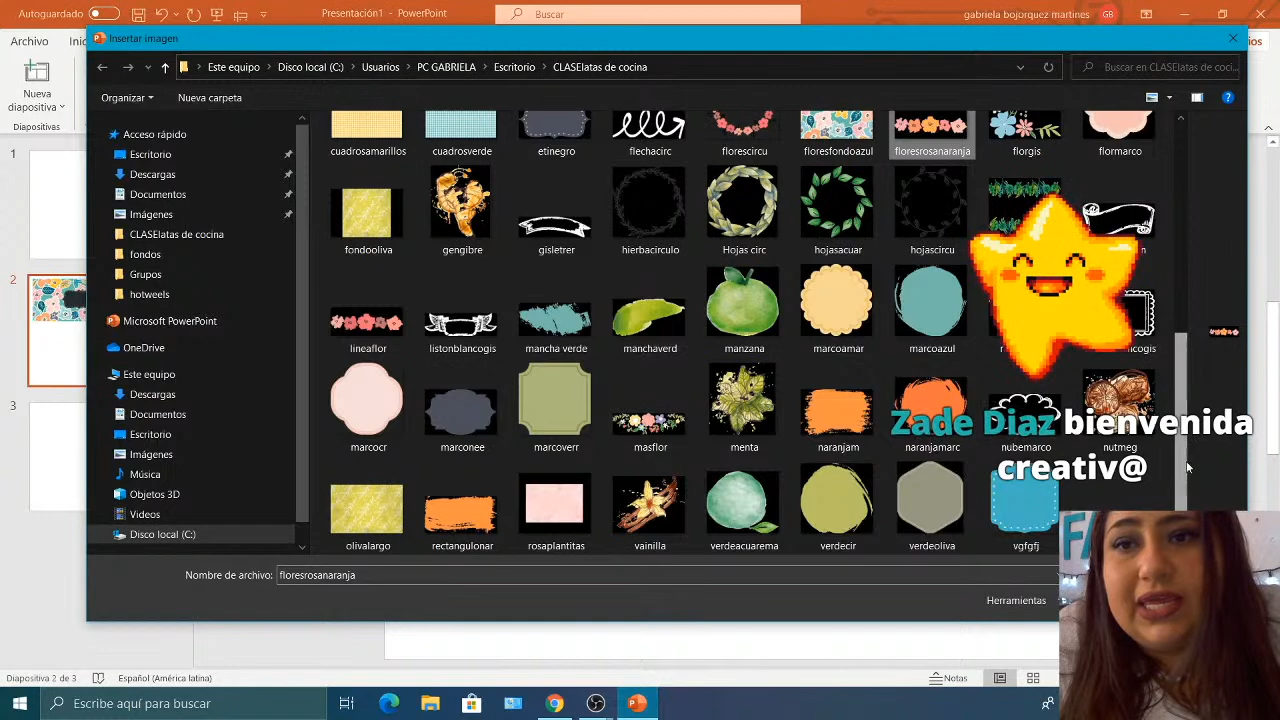 Autoguardado
Presentación1 - PowerPoint
Buscar
gabriela bojorquez martines
GB
Archivo
Inic
ios
Insertar imagen
Este equipo
Disco local (C:)
Usuarios
PC GABRIELA
Escritorio
CLASElatas de cocina
Buscar en CLASElatas de coci...
Organizar
Nueva carpeta
Nueva
diapositiva
Diapositivas
Acceso rápido
Escritorio
Descargas
Documentos
Imágenes
CLASElatas de cocina
fondos
Grupos
hotweels
Microsoft PowerPoint
OneDrive
Este equipo
Descargas
Documentos
Escritorio
Imágenes
Música
Objetos 3D
Videos
Disco local (C:)
1
2
3
cuadrosamarillos
cuadrosverde
etinegro
flechacirc
florescircu
floresfondoazul
floresrosanaranja
florgis
flormarco
fondooliva
gengibre
gisletrer
hierbacirculo
Hojas circ
hojasacuar
hojascircu
lineaflor
listonblancogis
mancha verde
manchaverd
manzana
marcoamar
marcoazul
marcocr
marconee
marcoverr
masflor
menta
naranjam
naranjamarc
nubemarco
nutmeg
Zade Diaz bienvenida
creativ@
olivalargo
rectangulonar
rosaplantitas
vainilla
verdeacuarema
verdecir
verdeoliva
vgfgfj
FA
Nombre de archivo:
floresrosanaranja
Herramientas
Diapositiva 2 de 3
Español (América latina)
Notas
Escribe aquí para buscar